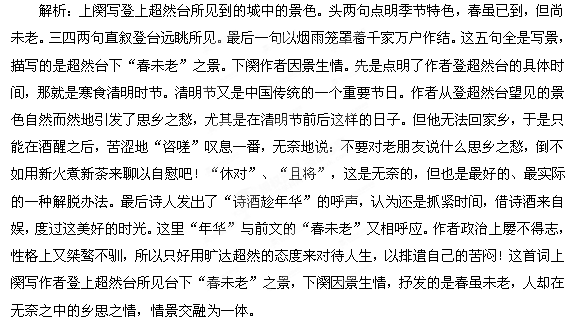 解析：上阕写登上超然台所见到的城中的景色。头两句点明季节特色，春虽已到，但尚
未老。三四两句直叙登台远眺所见。最后一句以烟雨笼罩着千家万户作结。这五句全是写景，
描写的是超然台下“春未老”之景。下阕作者因景生情。先是点明了作者登超然台的具体时
间，那就是寒食清明时节。清明节又是中国传统的一个重要节日。作者从登超然台望见的景
色自然而然地引发了思乡之愁，尤其是在清明节前后这样的日子。但他无法回家乡，于是只
能在酒醒之后，苦涩地“咨嗟”叹息一番，无奈地说：不要对老朋友说什么思乡之愁，倒不
如用新火煮新茶来聊以自慰吧！“休对”、“且将”，这是无奈的，但也是最好的、最实际
的一种解脱办法。最后诗人发出了“诗酒趁年华”的呼声，认为还是抓紧时间，借诗酒来自
娱，度过这美好的时光。这里“年华”与前文的“春未老”又相呼应。作者政治上屡不得志，
性格上又桀骜不驯，所以只好用旷达超然的态度来对待人生，以排遣自己的苦闷！这首词上
阕写作者登上超然台所见台下“春未老”之景，下阕因景生情，抒发的是春虽未老，人却在
无奈之中的乡思之情，情景交融为一体。